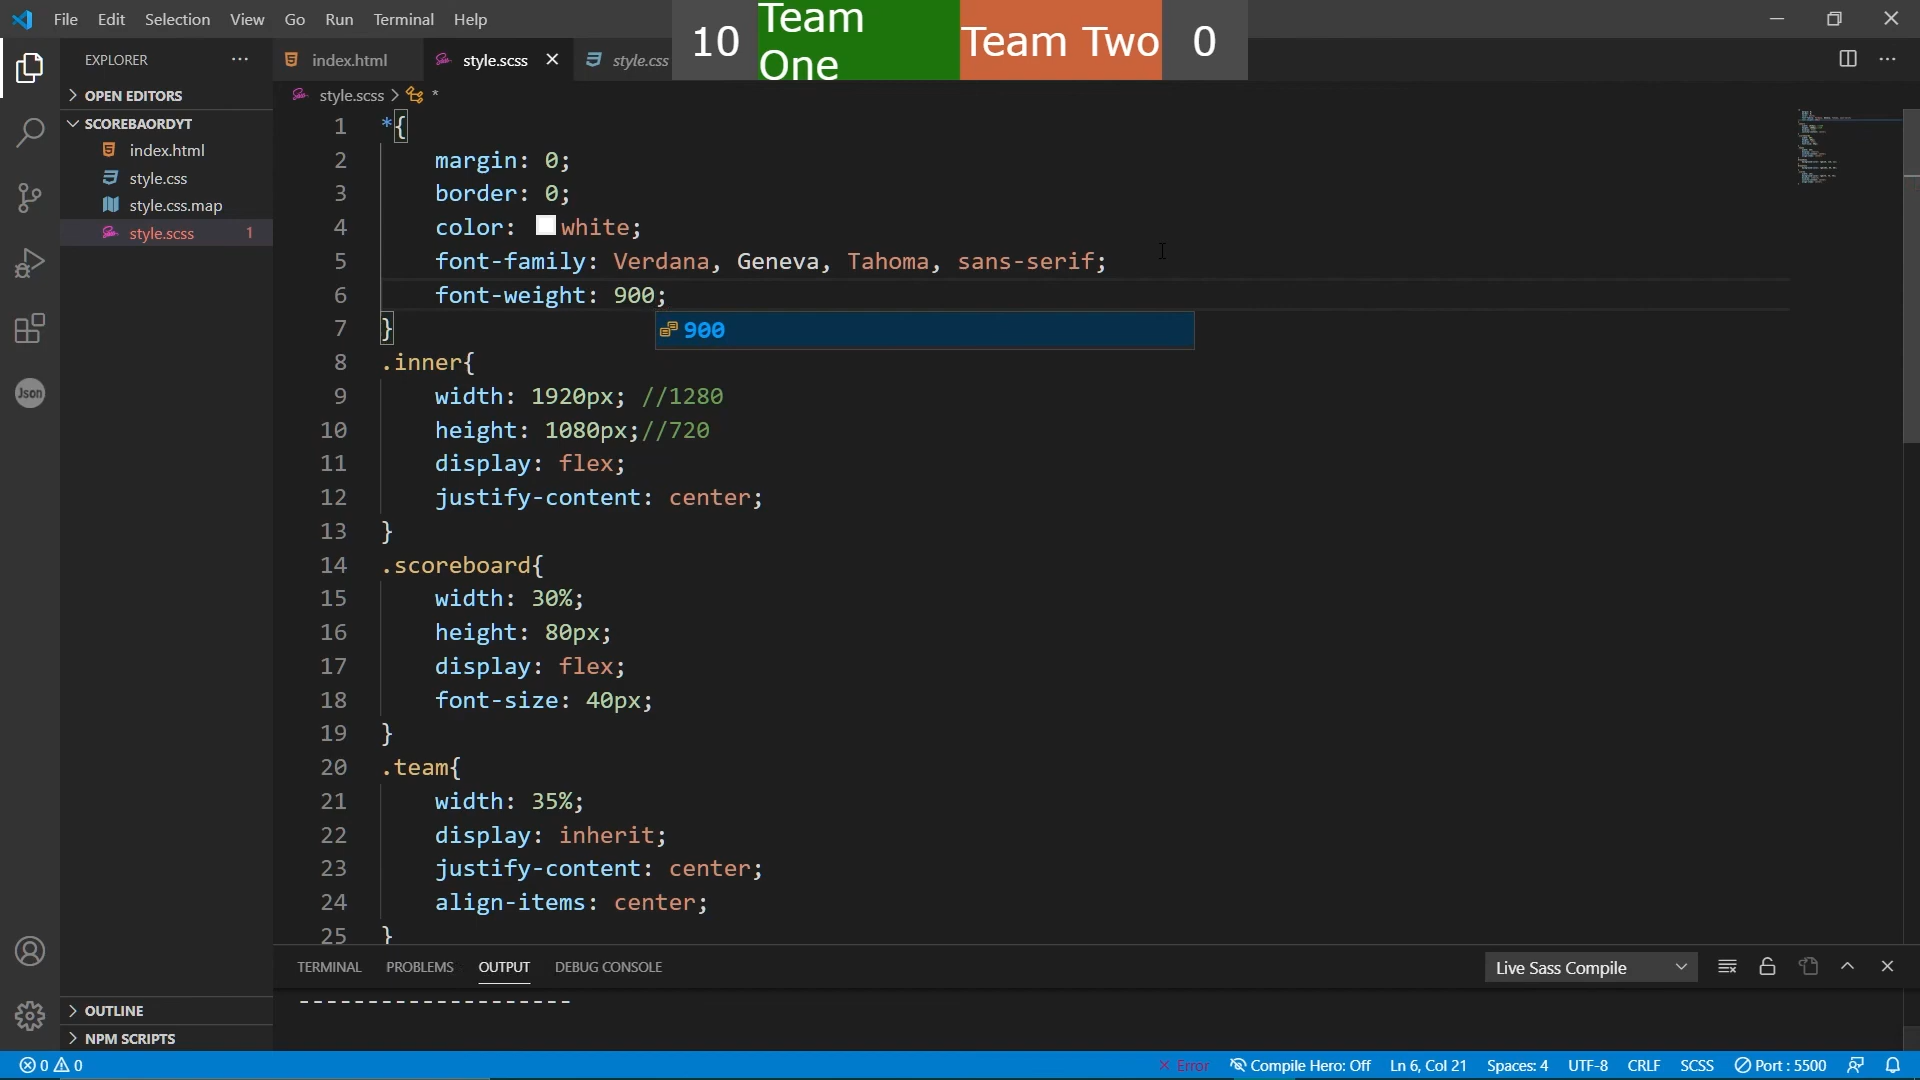 File Edit Selection View Go Run Terminal Help
10 Team One Team Two 0
EXPLORER
index.html
style.scss
style.css
OPEN EDITORS
style.scss > *
SCOREBAORDYT
index.html
style.css
style.css.map
style.scss 1
1 *{
2 margin: 0;
3 border: 0;
4 color: white;
5 font-family: Verdana, Geneva, Tahoma, sans-serif;
6 font-weight: 900;
7 }
900
8 .inner{
9 width: 1920px; //1280
10 height: 1080px;//720
11 display: flex;
12 justify-content: center;
13 }
14 .scoreboard{
15 width: 30%;
16 height: 80px;
17 display: flex;
18 font-size: 40px;
19 }
20 .team{
21 width: 35%;
22 display: inherit;
23 justify-content: center;
24 align-items: center;
25 }
Json
TERMINAL PROBLEMS OUTPUT DEBUG CONSOLE
Live Sass Compile
--------------------
OUTLINE
NPM SCRIPTS
0 0 Error Compile Hero: Off Ln 6, Col 21 Spaces: 4 UTF-8 CRLF SCSS Port : 5500